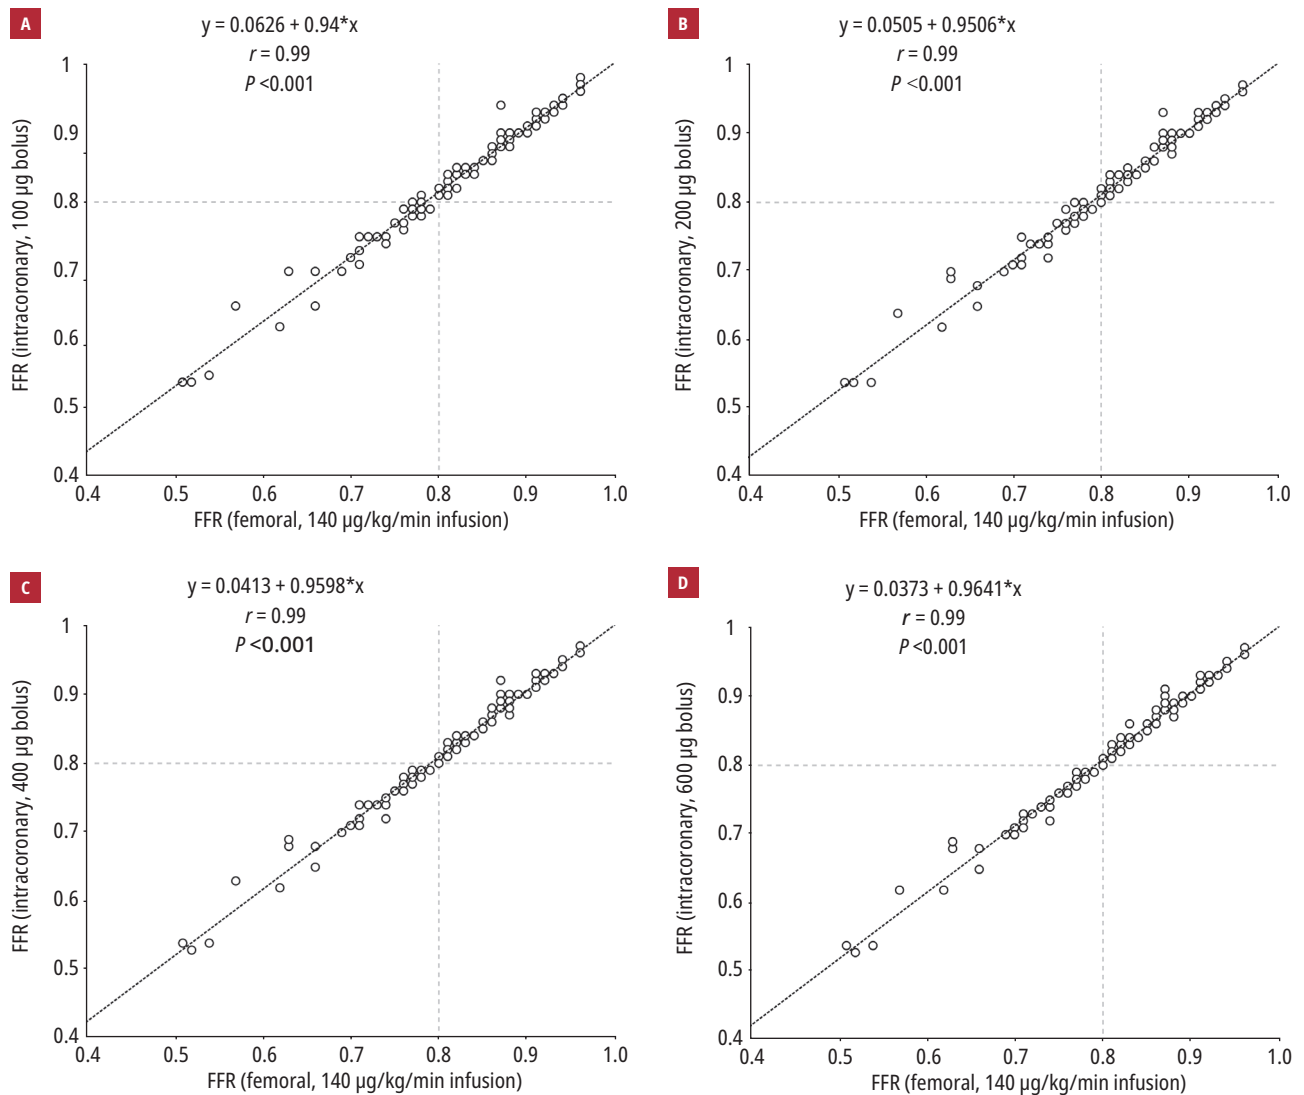 A
y = 0.0626 + 0.94*x
r = 0.99
P <0.001
1
0.9
0.8
0.7
0.6
0.5
0.4
FFR (intracoronary, 100 µg bolus)
0.4 0.5 0.6 0.7 0.8 0.9 1.0
FFR (femoral, 140 µg/kg/min infusion)
B
y = 0.0505 + 0.9506*x
r = 0.99
P <0.001
1
0.9
0.8
0.7
0.6
0.5
0.4
FFR (intracoronary, 200 µg bolus)
0.4 0.5 0.6 0.7 0.8 0.9 1.0
FFR (femoral, 140 µg/kg/min infusion)
C
y = 0.0413 + 0.9598*x
r = 0.99
P <0.001
1
0.9
0.8
0.7
0.6
0.5
0.4
FFR (intracoronary, 400 µg bolus)
0.4 0.5 0.6 0.7 0.8 0.9 1.0
FFR (femoral, 140 µg/kg/min infusion)
D
y = 0.0373 + 0.9641*x
r = 0.99
P <0.001
1
0.9
0.8
0.7
0.6
0.5
0.4
FFR (intracoronary, 600 µg bolus)
0.4 0.5 0.6 0.7 0.8 0.9 1.0
FFR (femoral, 140 µg/kg/min infusion)